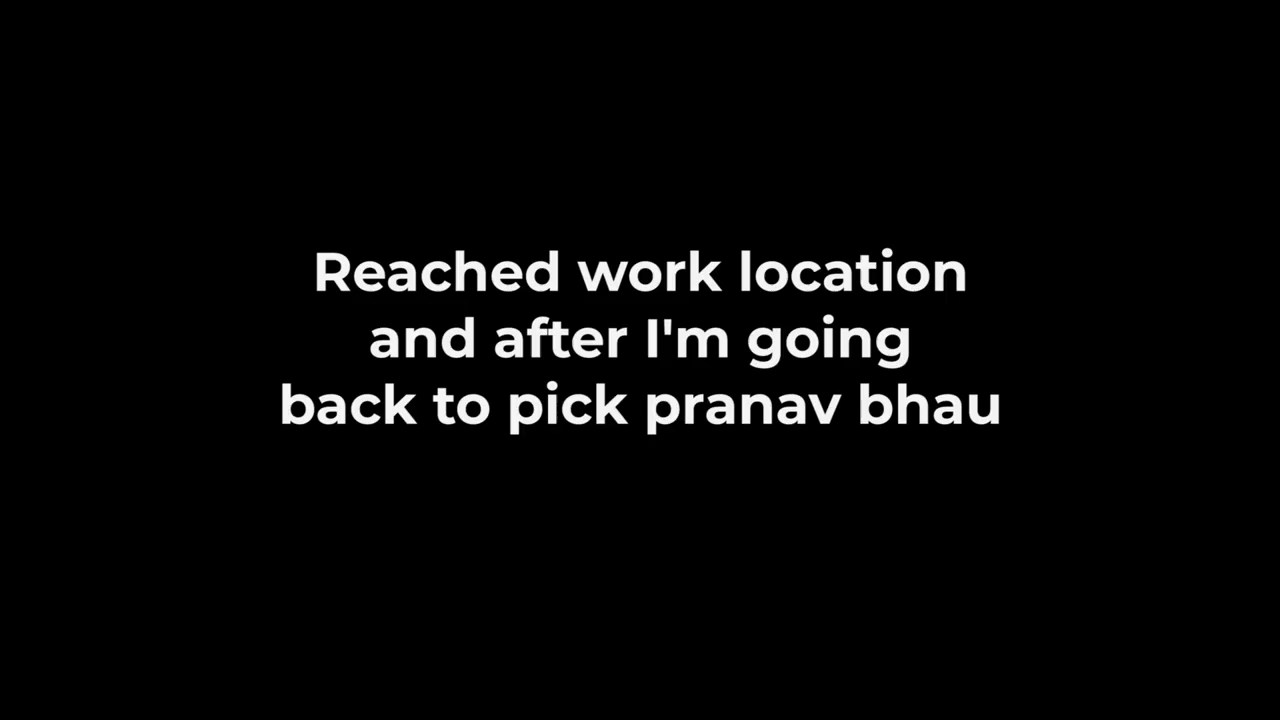 Reached work location
and after I'm going
back to pick pranav bhau